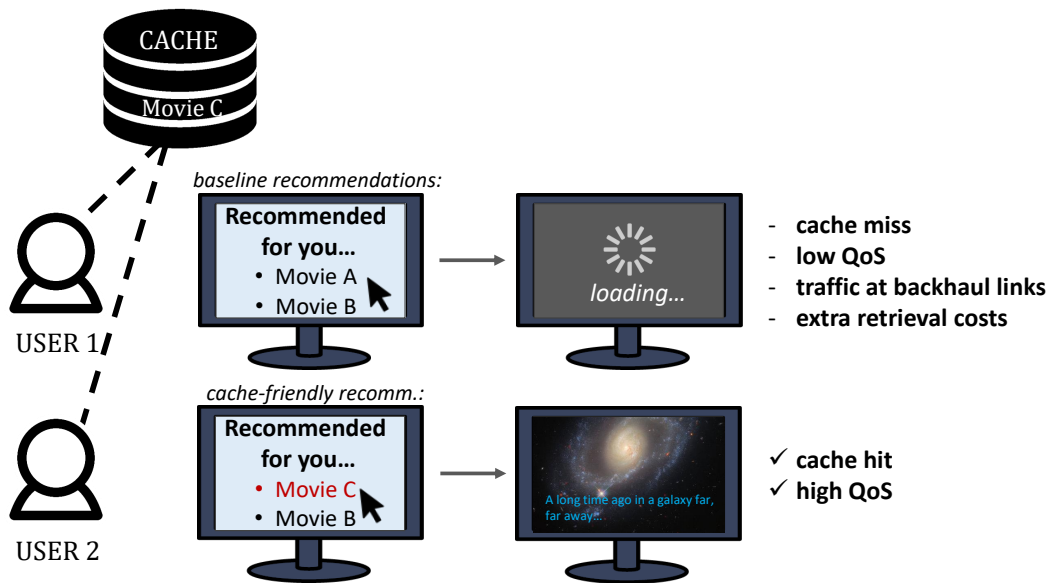 CACHE
Movie C
baseline recommendations:
Recommended
for you...
• Movie A
• Movie B
loading...
- cache miss
- low QoS
- traffic at backhaul links
- extra retrieval costs
USER 1
cache-friendly recomm.:
Recommended
for you...
• Movie C
• Movie B
A long time ago in a galaxy far,
far away...
✓ cache hit
✓ high QoS
USER 2